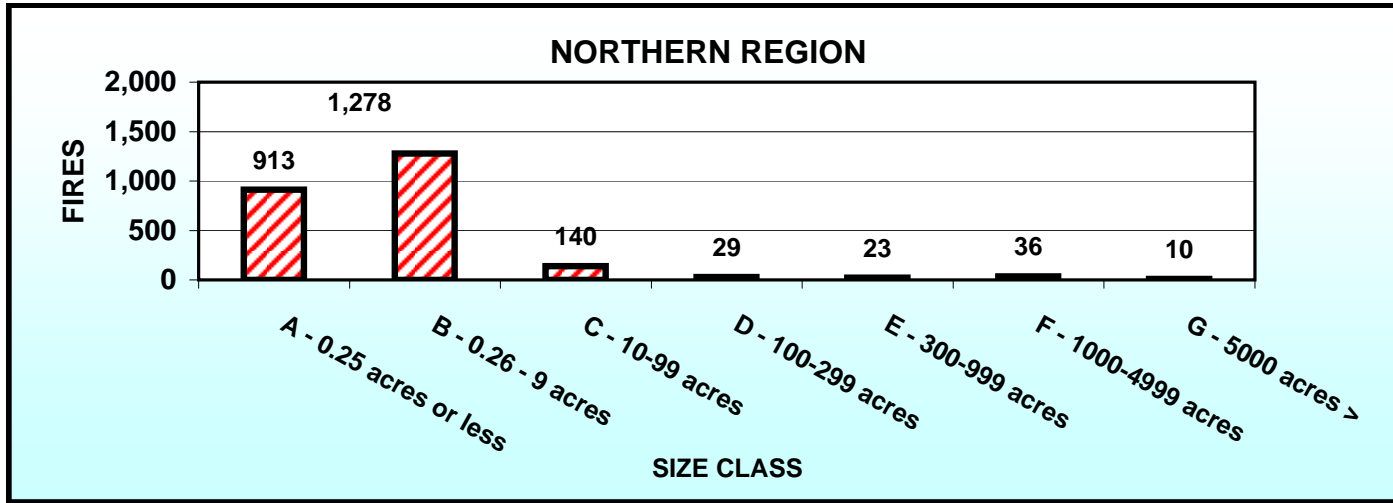 NORTHERN REGION
2,000
1,500
1,000
500
0
FIRES
913
1,278
140
29
23
36
10
A - 0.25 acres or less
B - 0.26 - 9 acres
C - 10-99 acres
D - 100-299 acres
E - 300-999 acres
F - 1000-4999 acres
G - 5000 acres >
SIZE CLASS